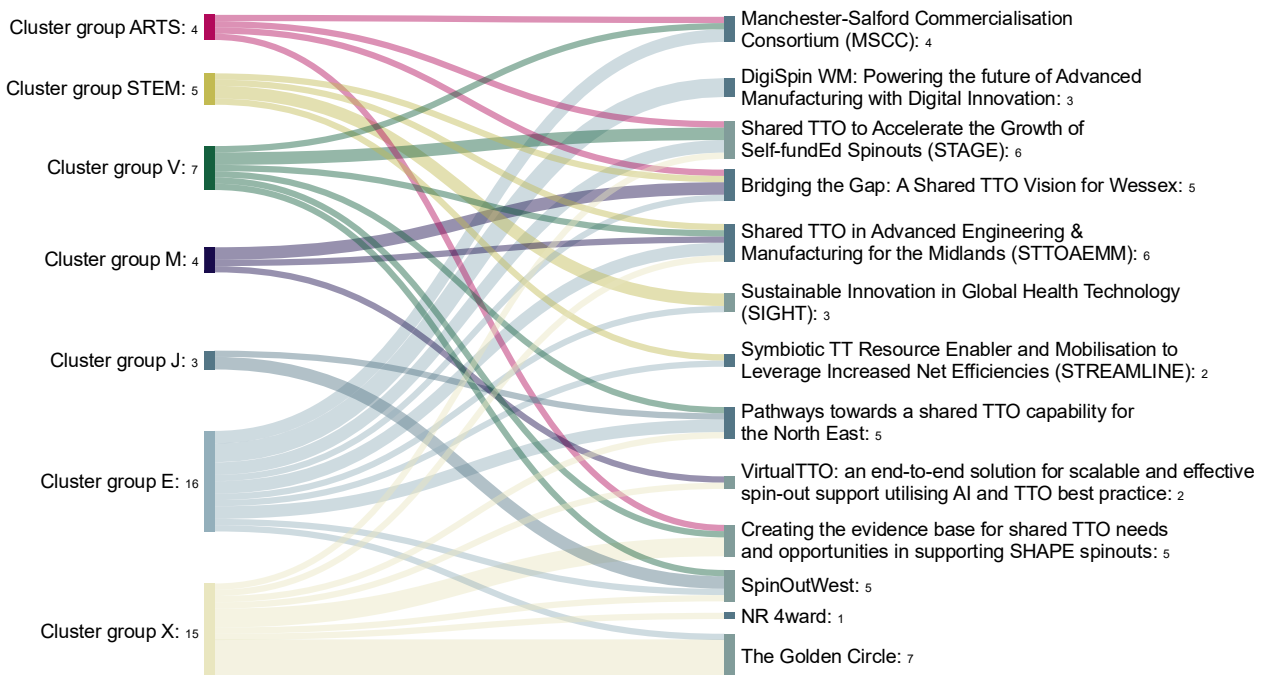 Cluster group ARTS: 4
Cluster group STEM: 5
Cluster group V: 7
Cluster group M: 4
Cluster group J: 3
Cluster group E: 16
Cluster group X: 15
Manchester-Salford Commercialisation
Consortium (MSCC): 4
DigiSpin WM: Powering the future of Advanced
Manufacturing with Digital Innovation: 3
Shared TTO to Accelerate the Growth of
Self-fundEd Spinouts (STAGE): 6
Bridging the Gap: A Shared TTO Vision for Wessex: 5
Shared TTO in Advanced Engineering &
Manufacturing for the Midlands (STTOAEMM): 6
Sustainable Innovation in Global Health Technology
(SIGHT): 3
Symbiotic TT Resource Enabler and Mobilisation to
Leverage Increased Net Efficiencies (STREAMLINE): 2
Pathways towards a shared TTO capability for
the North East: 5
VirtualTTO: an end-to-end solution for scalable and effective
spin-out support utilising AI and TTO best practice: 2
Creating the evidence base for shared TTO needs
and opportunities in supporting SHAPE spinouts: 5
SpinOutWest: 5
NR 4ward: 1
The Golden Circle: 7